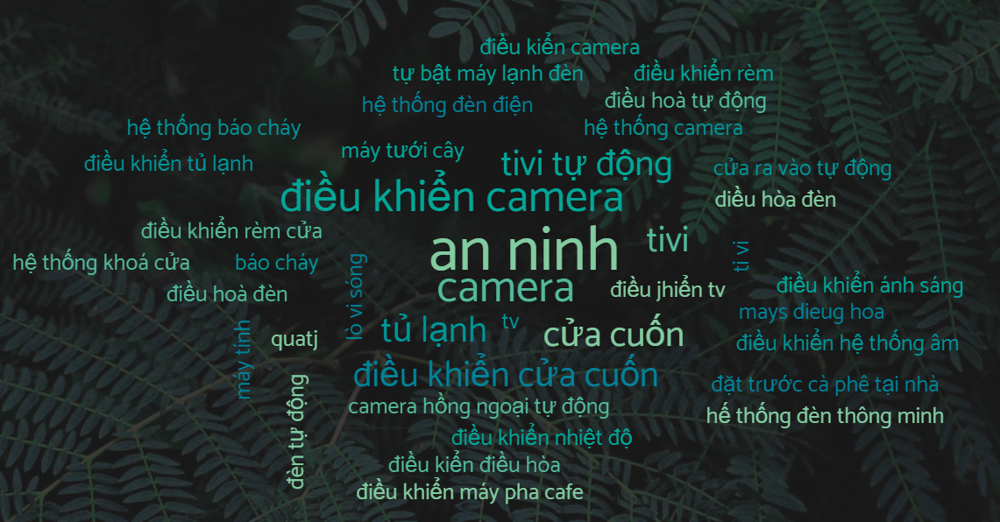 điều kiển camera
tự bật máy lạnh đèn
điều khiển rèm
hệ thống đèn điện
điều hoà tự động
hệ thống báo cháy
hệ thống camera
máy tưới cây
điều khiển tủ lạnh
tivi tự động
cửa ra vào tự động
điều khiển camera
diều hòa đèn
điều khiển rèm cửa
an ninh
tivi
ti vi
hệ thống khoá cửa
báo cháy
lò vi sóng
điều hoà đèn
camera
điều jhiển tv
điều khiển ánh sáng
mays dieug hoa
máy tính
quatj
tủ lạnh
tv
cửa cuốn
điều khiển hệ thống âm
điều khiển cửa cuốn
đặt trước cà phê tại nhà
đèn tự động
camera hồng ngoại tự động
hế thống đèn thông minh
điều khiển nhiệt độ
điều kiển điều hòa
điều khiển máy pha cafe